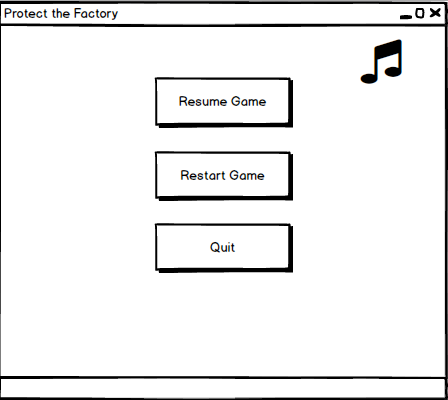 Protect the Factory
Resume Game
Restart Game
Quit